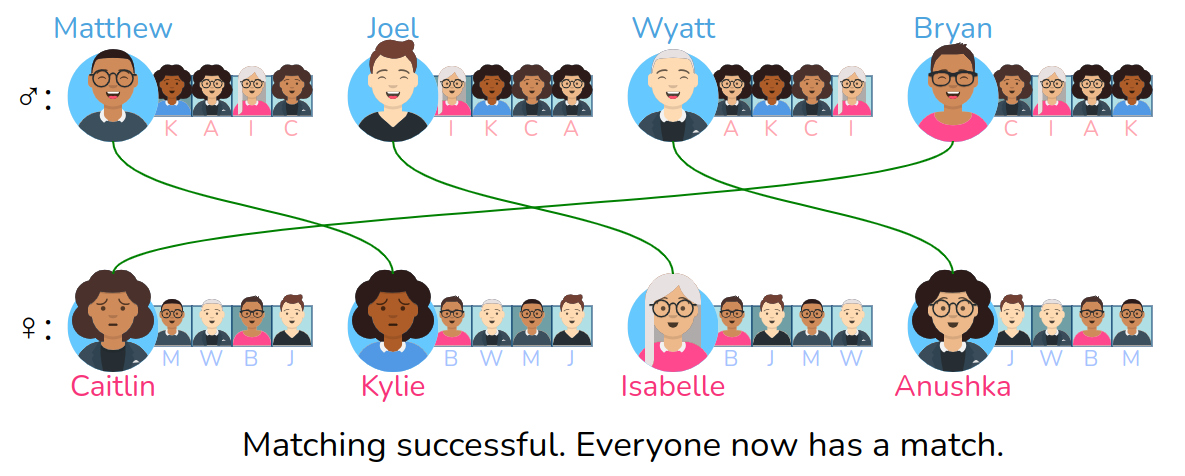 Matthew Joel Wyatt Bryan
♂: K A I C I K C A A K C I C I A K
♀: M W B J B W M J B J M W J W B M
Caitlin Kylie Isabelle Anushka
Matching successful. Everyone now has a match.